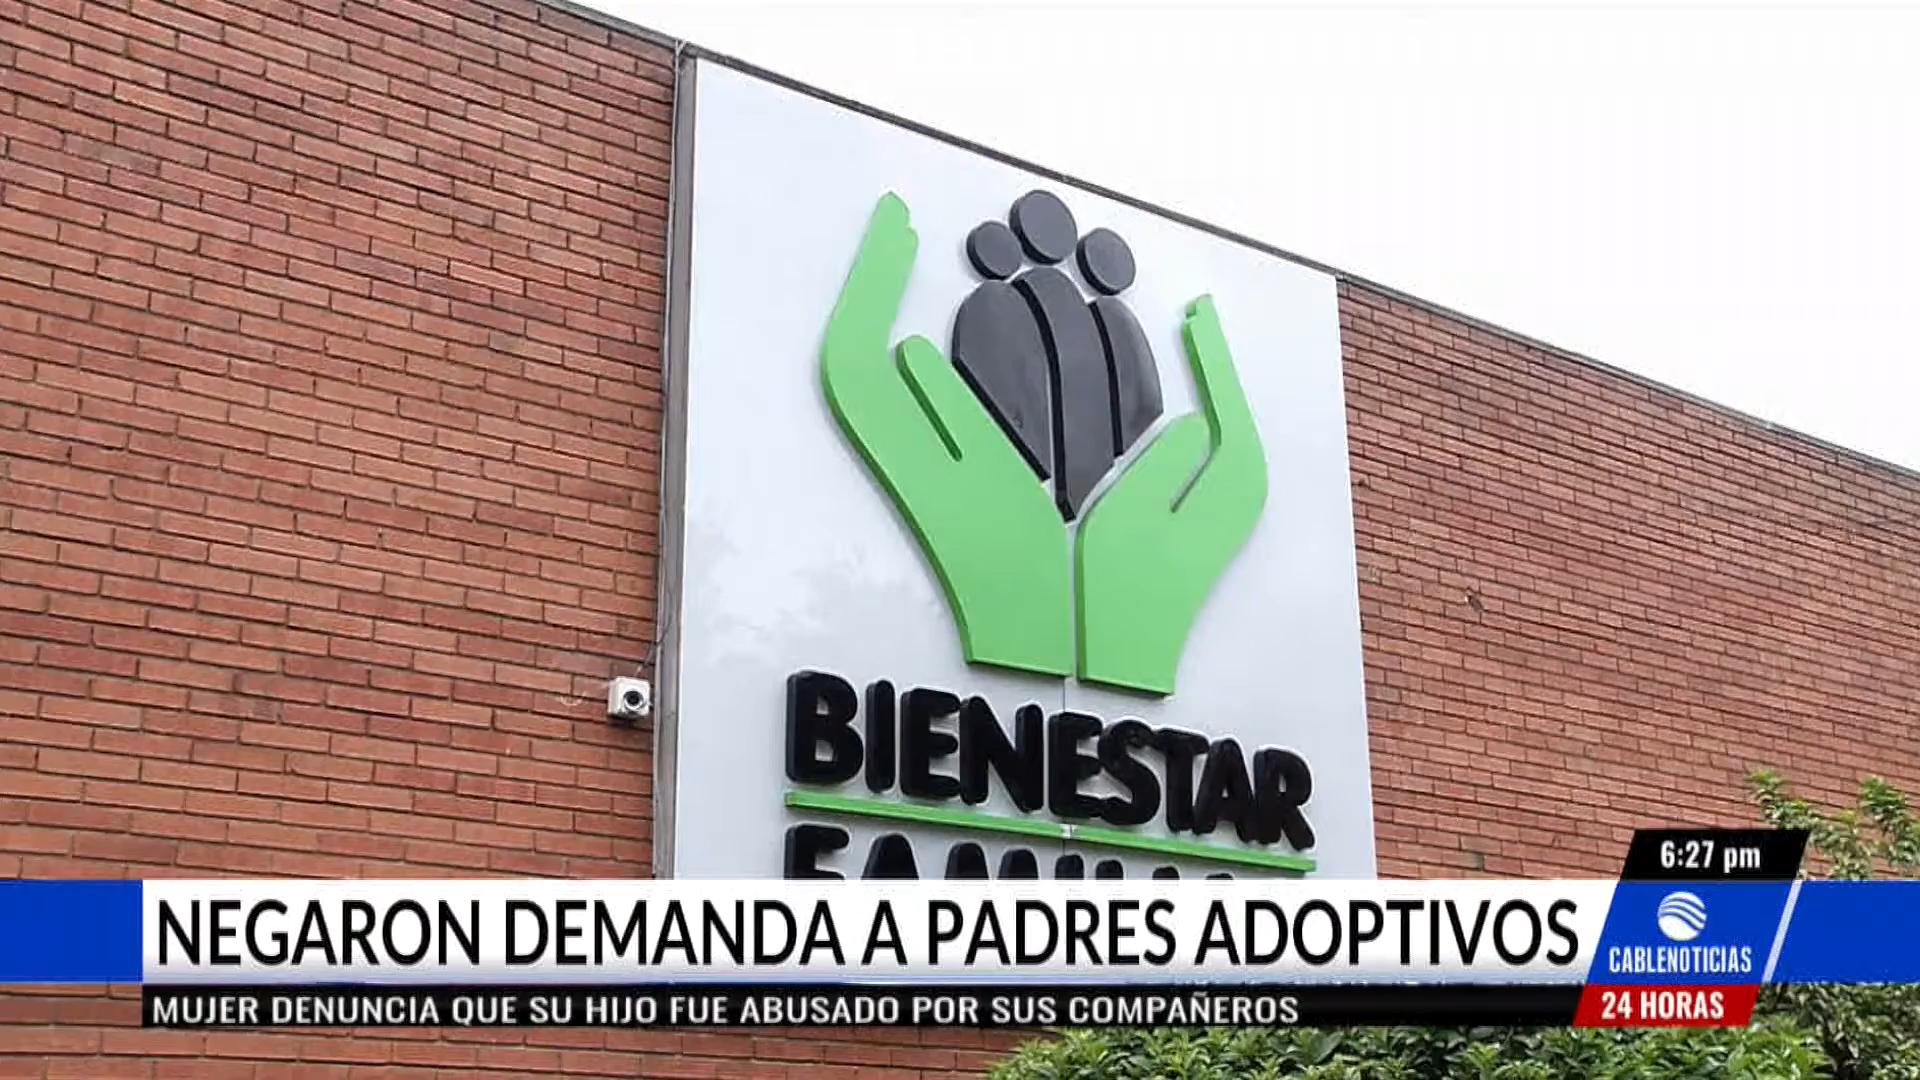 BIENESTAR
FAMILIAR
6:27 pm
NEGARON DEMANDA A PADRES ADOPTIVOS
CABLENOTICIAS
MUJER DENUNCIA QUE SU HIJO FUE ABUSADO POR SUS COMPAÑEROS
24 HORAS